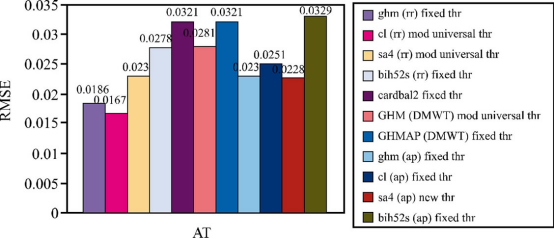 0.035
0.03
0.025
0.02
0.015
0.01
0.005
0
RMSE
0.0186
0.0167
0.023
0.0278
0.0321
0.0281
0.0321
0.023
0.0251
0.0228
0.0329
AT
ghm (rr) fixed thr
cl (rr) mod universal thr
sa4 (rr) mod universal thr
bih52s (rr) fixed thr
cardbal2 fixed thr
GHM (DMWT) mod universal thr
GHMAP (DMWT) fixed thr
ghm (ap) fixed thr
cl (ap) fixed thr
sa4 (ap) new thr
bih52s (ap) fixed thr